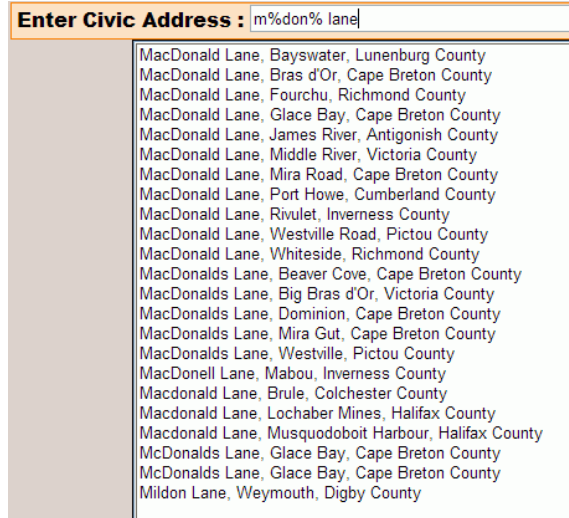 Enter Civic Address : m%don% lane
MacDonald Lane, Bayswater, Lunenburg County
MacDonald Lane, Bras d'Or, Cape Breton County
MacDonald Lane, Fourchu, Richmond County
MacDonald Lane, Glace Bay, Cape Breton County
MacDonald Lane, James River, Antigonish County
MacDonald Lane, Middle River, Victoria County
MacDonald Lane, Mira Road, Cape Breton County
MacDonald Lane, Port Howe, Cumberland County
MacDonald Lane, Rivulet, Inverness County
MacDonald Lane, Westville Road, Pictou County
MacDonald Lane, Whiteside, Richmond County
MacDonalds Lane, Beaver Cove, Cape Breton County
MacDonalds Lane, Big Bras d'Or, Victoria County
MacDonalds Lane, Dominion, Cape Breton County
MacDonalds Lane, Mira Gut, Cape Breton County
MacDonalds Lane, Westville, Pictou County
MacDonell Lane, Mabou, Inverness County
Macdonald Lane, Brule, Colchester County
Macdonald Lane, Lochaber Mines, Halifax County
Macdonald Lane, Musquodoboit Harbour, Halifax County
McDonalds Lane, Glace Bay, Cape Breton County
McDonalds Lane, Glace Bay, Cape Breton County
Mildon Lane, Weymouth, Digby County